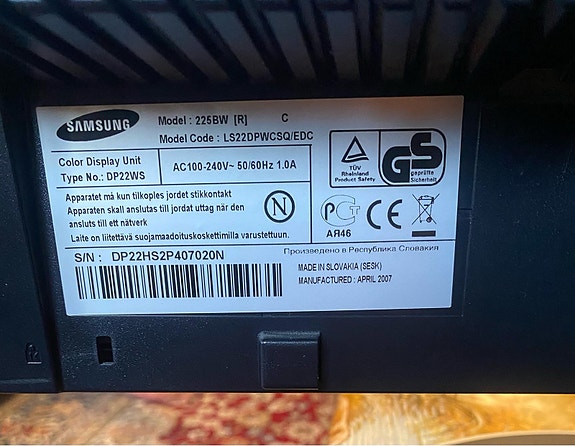 SAMSUNG
Model : 225BW [R] C
Model Code : LS22DPWCSQ/EDC
Color Display Unit
Type No.: DP22WS
AC100-240V~ 50/60Hz 1.0A
TÜV
Rheinland
Product Safety
GS
geprüfte
Sicherheit
Apparatet må kun tilkoples jordet stikkontakt
Apparaten skall anslutas till jordat uttag när den
ansluts till ett nätverk
Laite on liitettävä suojamaadoituskoskettimilla varustettuun.
N
РСТ
АЯ46
CE
S/N : DP22HS2P407020N
Произведено в Республика Словакия
MADE IN SLOVAKIA (SESK)
MANUFACTURED : APRIL 2007